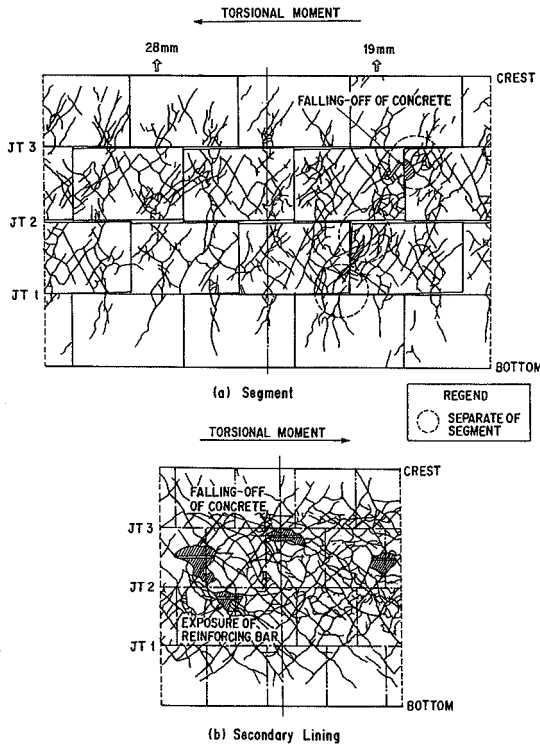 TORSIONAL MOMENT
28mm
19mm
CREST
FALLING-OFF OF CONCRETE
JT 3
JT 2
JT 1
BOTTOM
(a) Segment
REGEND
SEPARATE OF
SEGMENT
TORSIONAL MOMENT
CREST
FALLING-OFF
OF CONCRETE
JT 3
JT 2
EXPOSURE OF
REINFORCING BAR
JT 1
BOTTOM
(b) Secondary Lining